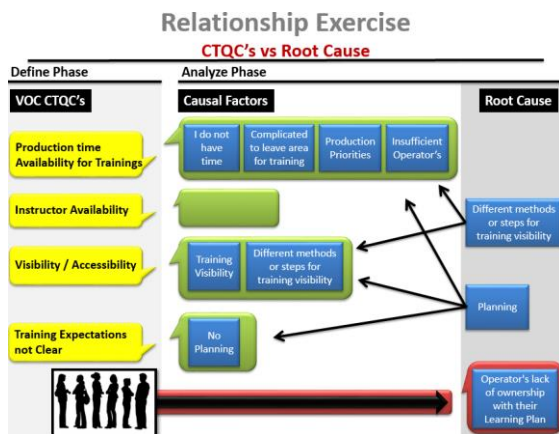 Relationship Exercise
CTQC's vs Root Cause
Define Phase
Analyze Phase
VOC CTQC's
Causal Factors
Root Cause
Production time
Availability for Trainings
I do not
have
time
Complicated
to leave area
for training
Production
Priorities
Insufficient
Operator's
Instructor Availability
Different methods
or steps for
training visibility
Visibility / Accessibility
Training
Visibility
Different methods
or steps for
training visibility
Planning
Training Expectations
not Clear
No
Planning
Operator's lack
of ownership
with their
Learning Plan